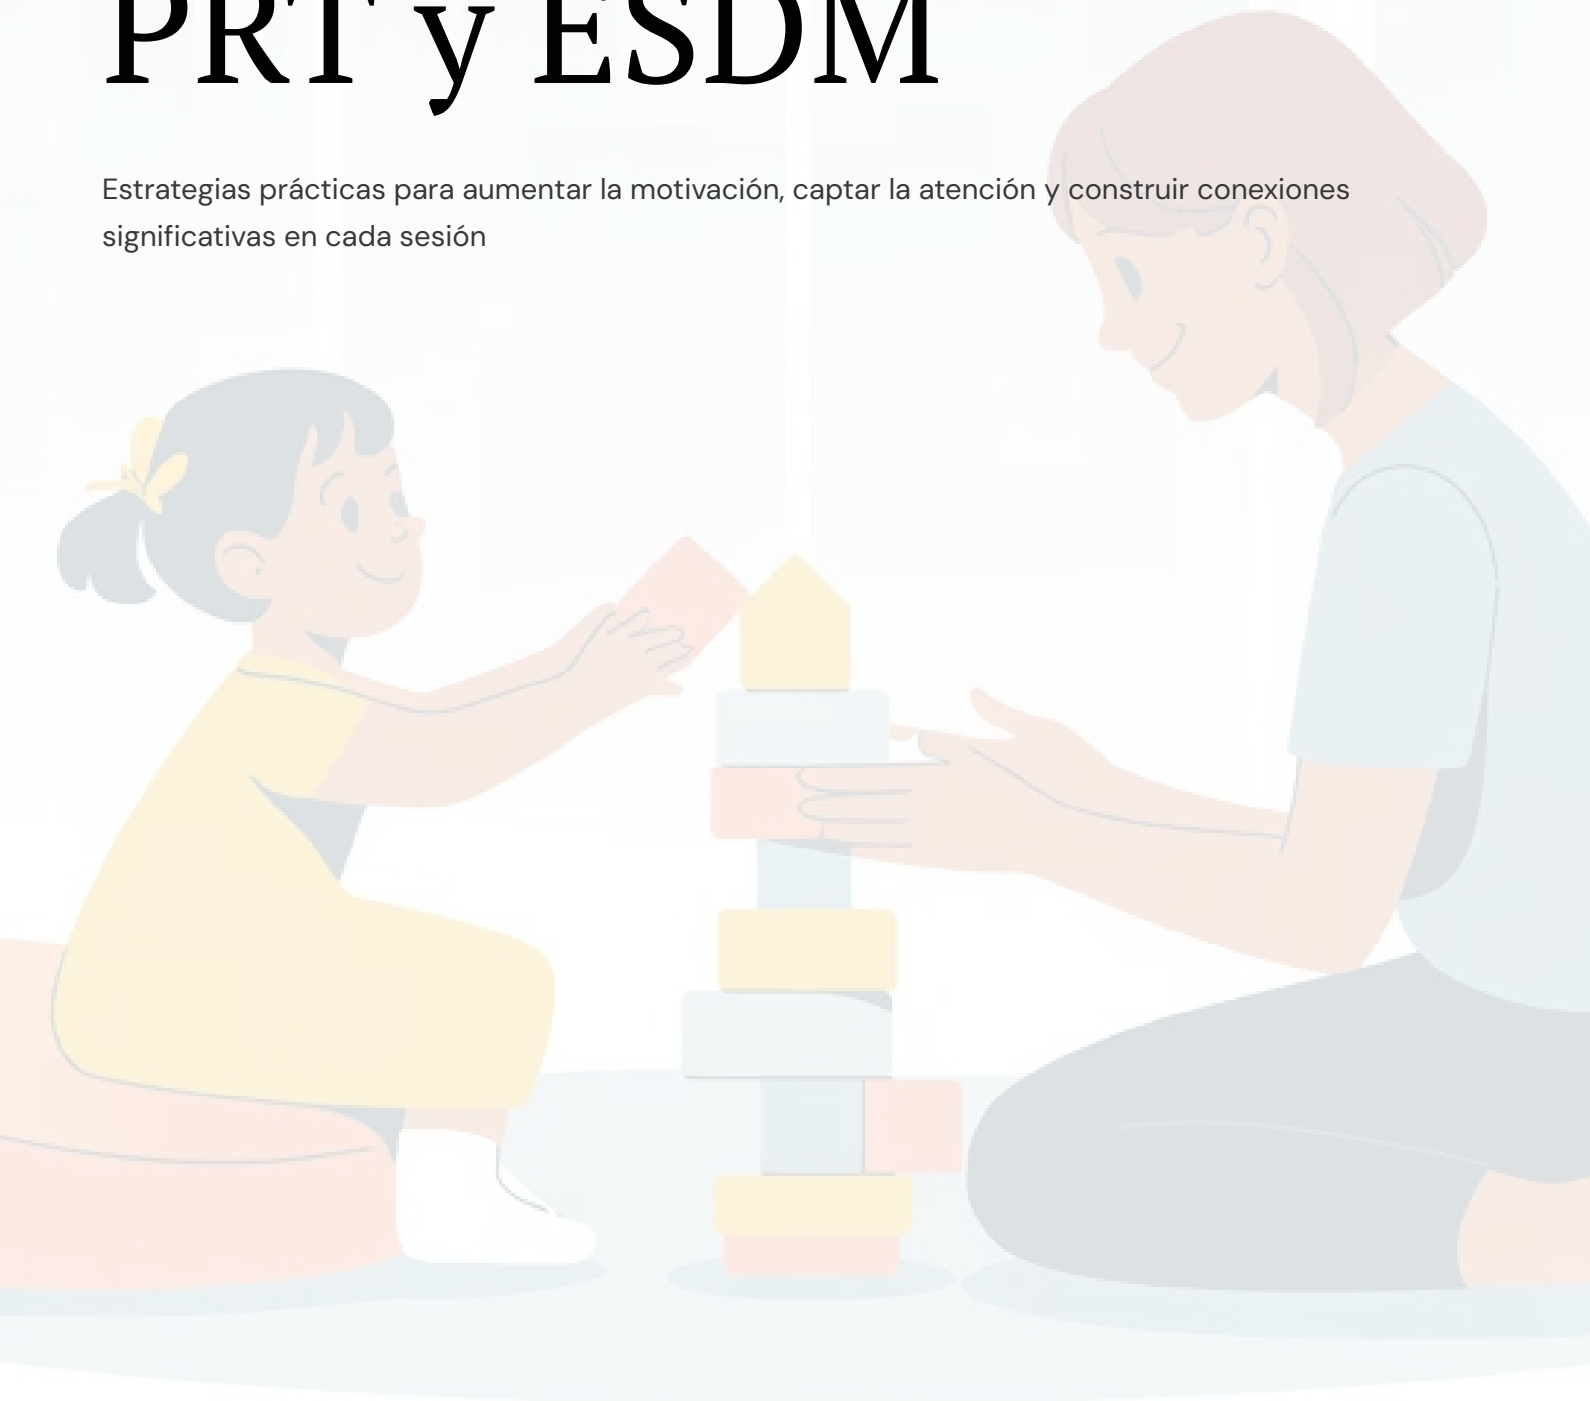 PRT y ESDM
Estrategias prácticas para aumentar la motivación, captar la atención y construir conexiones
significativas en cada sesión